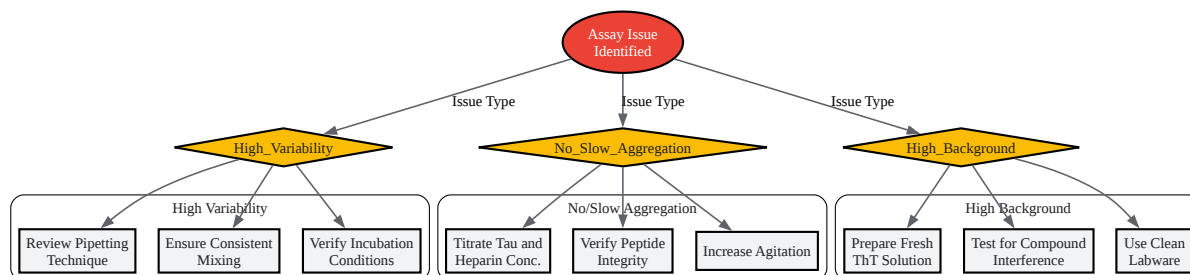 Assay Issue
Identified
Issue Type
Issue Type
Issue Type
High_Variability
No_Slow_Aggregation
High_Background
High Variability
No/Slow Aggregation
High Background
Review Pipetting
Technique
Ensure Consistent
Mixing
Verify Incubation
Conditions
Titrate Tau and
Heparin Conc.
Verify Peptide
Integrity
Increase Agitation
Prepare Fresh
ThT Solution
Test for Compound
Interference
Use Clean
Labware